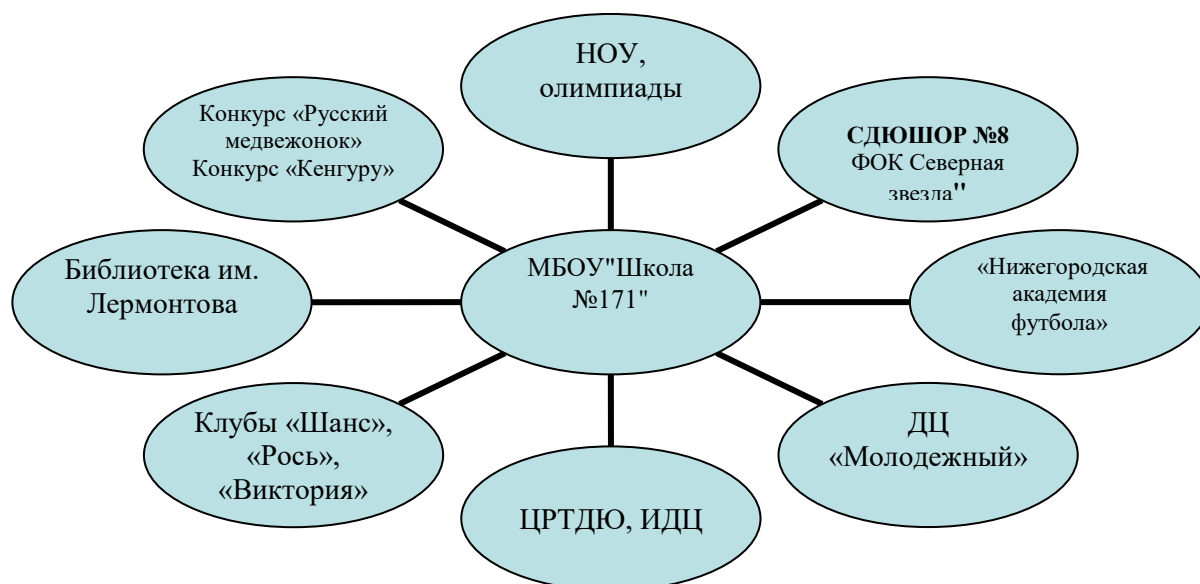 НОУ,
олимпиады
Конкурс «Русский
медвежонок»
Конкурс «Кенгуру»
СДЮШОР №8
ФОК Северная
звезда"
Библиотека им.
Лермонтова
МБОУ"Школа
№171"
«Нижегородская
академия
футбола»
Клубы «Шанс»,
«Рось»,
«Виктория»
ДЦ
«Молодежный»
ЦРТДЮ, ИДЦ